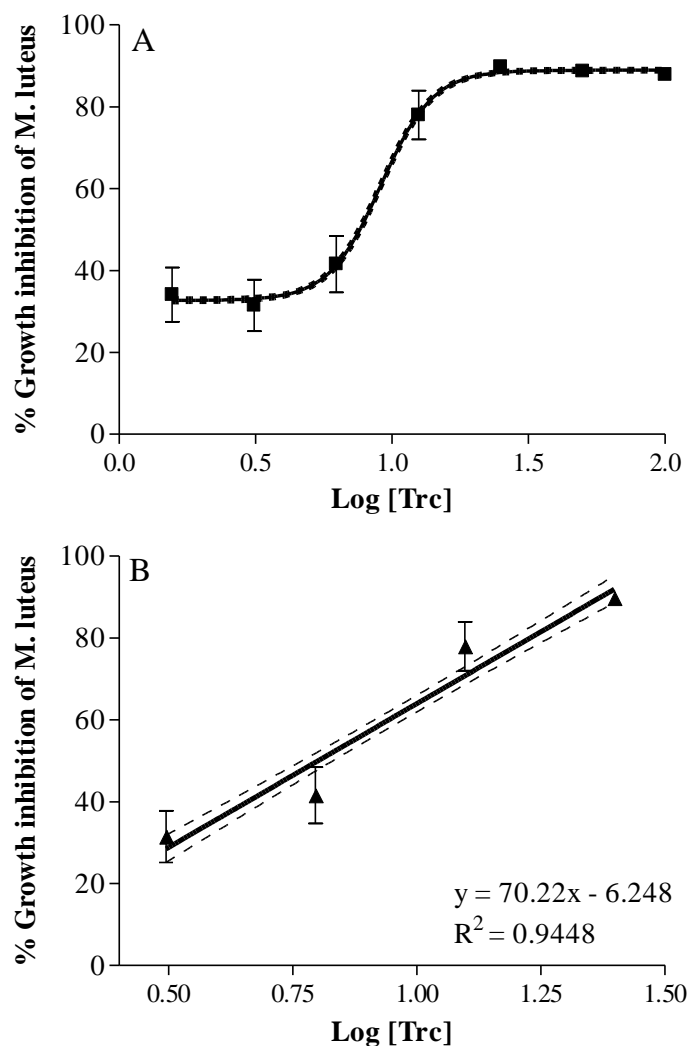 A
100
80
60
40
20
0
% Growth inhibition of M. luteus
0.0 0.5 1.0 1.5 2.0
Log [Trc]
B
100
80
60
40
20
0
% Growth inhibition of M. luteus
y = 70.22x - 6.248
R² = 0.9448
0.50 0.75 1.00 1.25 1.50
Log [Trc]